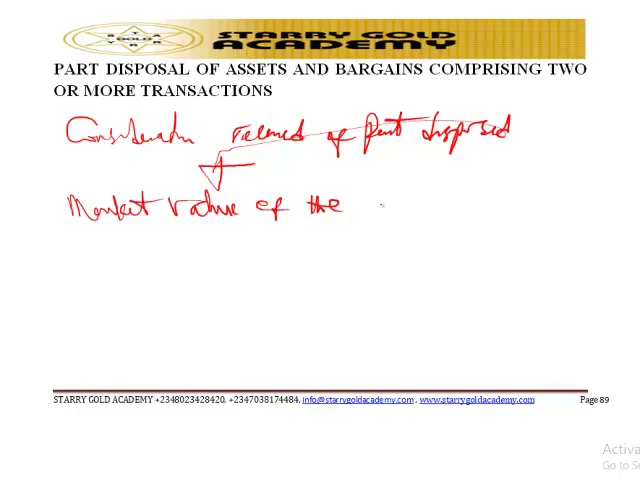 STARRY GOLD
ACADEMY
PART DISPOSAL OF ASSETS AND BARGAINS COMPRISING TWO
OR MORE TRANSACTIONS
of Part disposed
Market Value of the
STARRY GOLD ACADEMY +2348023428420, +2347038174484, info@starrygoldacademy.com , www.starrygoldacademy.com Page 89
Activa
Go to Se